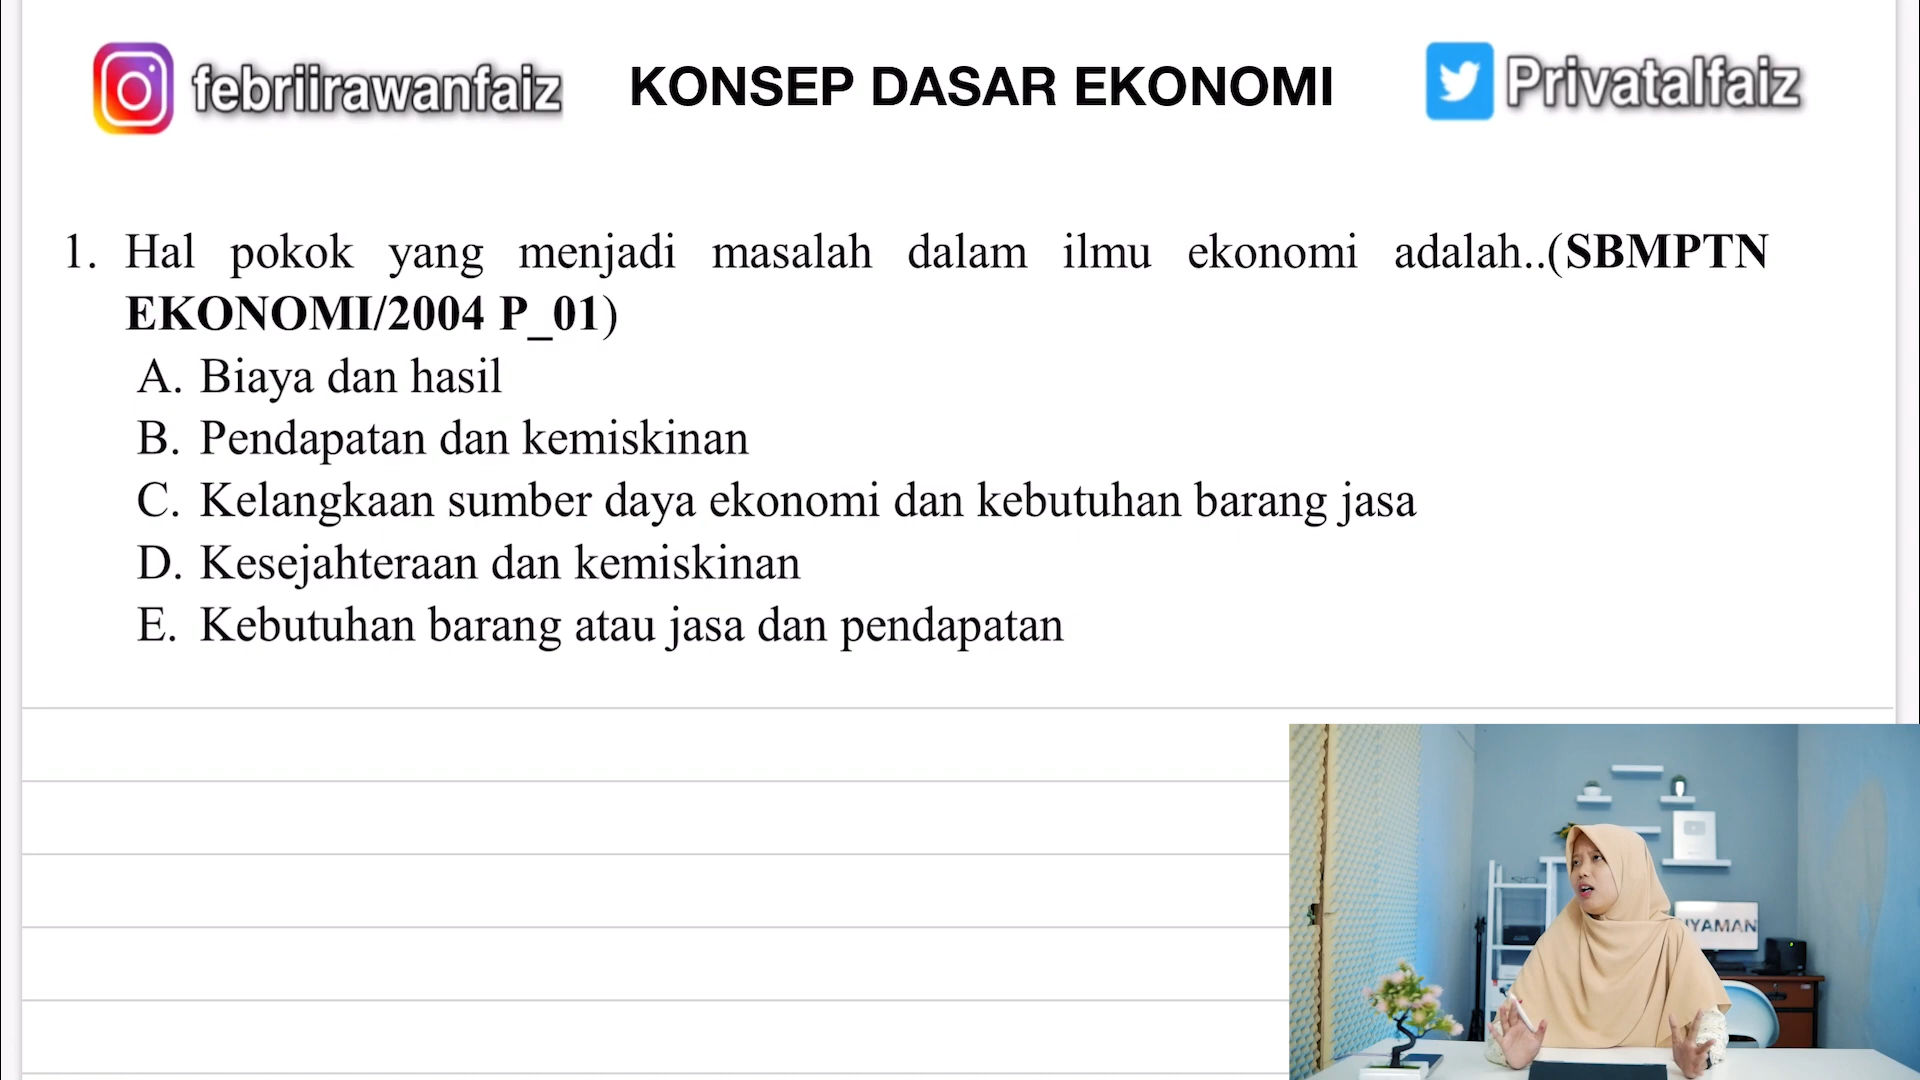 febriirawanfaiz
KONSEP DASAR EKONOMI
Privatalfaiz
1. Hal pokok yang menjadi masalah dalam ilmu ekonomi adalah..(SBMPTN
EKONOMI/2004 P_01)
A. Biaya dan hasil
B. Pendapatan dan kemiskinan
C. Kelangkaan sumber daya ekonomi dan kebutuhan barang jasa
D. Kesejahteraan dan kemiskinan
E. Kebutuhan barang atau jasa dan pendapatan
YAMAN